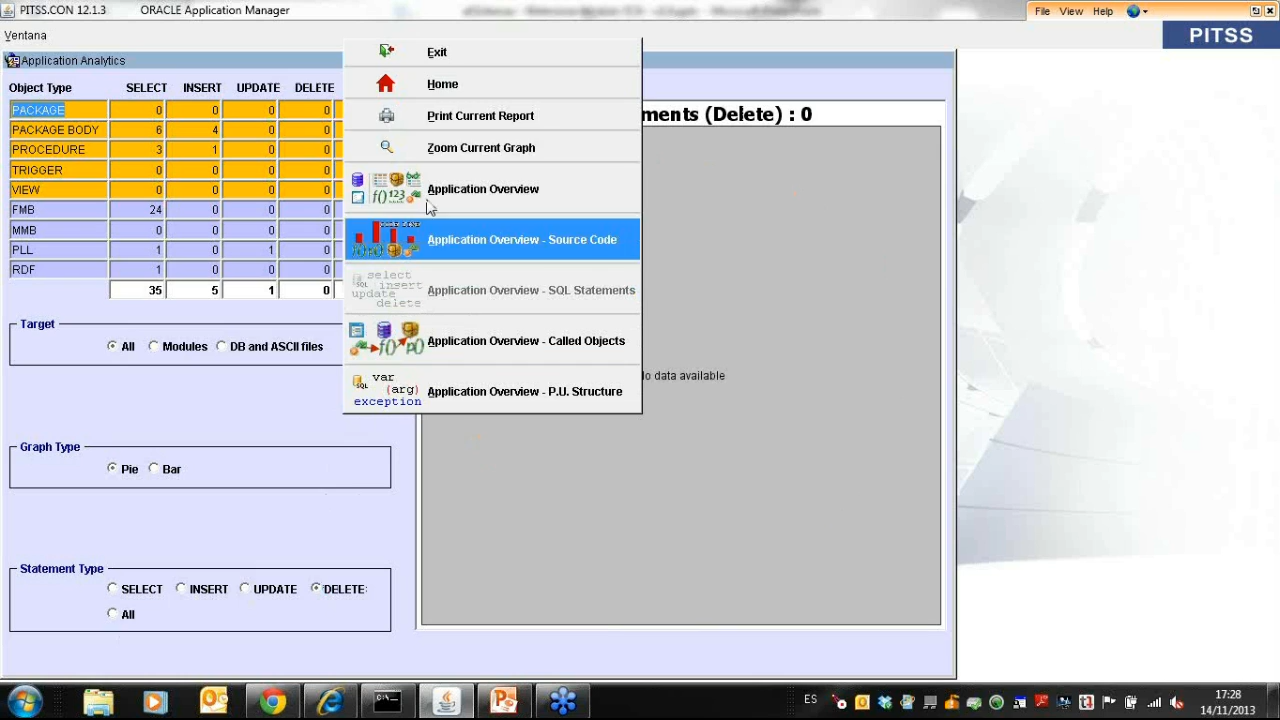 PITSS.CON 12.1.3 ORACLE Application Manager
File View Help
Ventana
PITSS
Application Analytics
Object Type SELECT INSERT UPDATE DELETE
PACKAGE 0 0 0 0
PACKAGE BODY 6 4 0 0
PROCEDURE 3 1 0 0
TRIGGER 0 0 0 0
VIEW 0 0 0 0
FMB 24 0 0 0
MMB 0 0 0 0
PLL 1 0 1 0
RDF 1 0 0 0
35 5 1 0
Exit
Home
Print Current Report
Zoom Current Graph
Application Overview
Application Overview - Source Code
Application Overview - SQL Statements
Application Overview - Called Objects
Application Overview - P.U. Structure
f() 123
select
insert
update
delete
SQL
f() p()
var
(arg)
exception
ments (Delete) : 0
o data available
Target
All Modules DB and ASCII files
Graph Type
Pie Bar
Statement Type
SELECT INSERT UPDATE DELETE
All
ES
17:28
14/11/2013